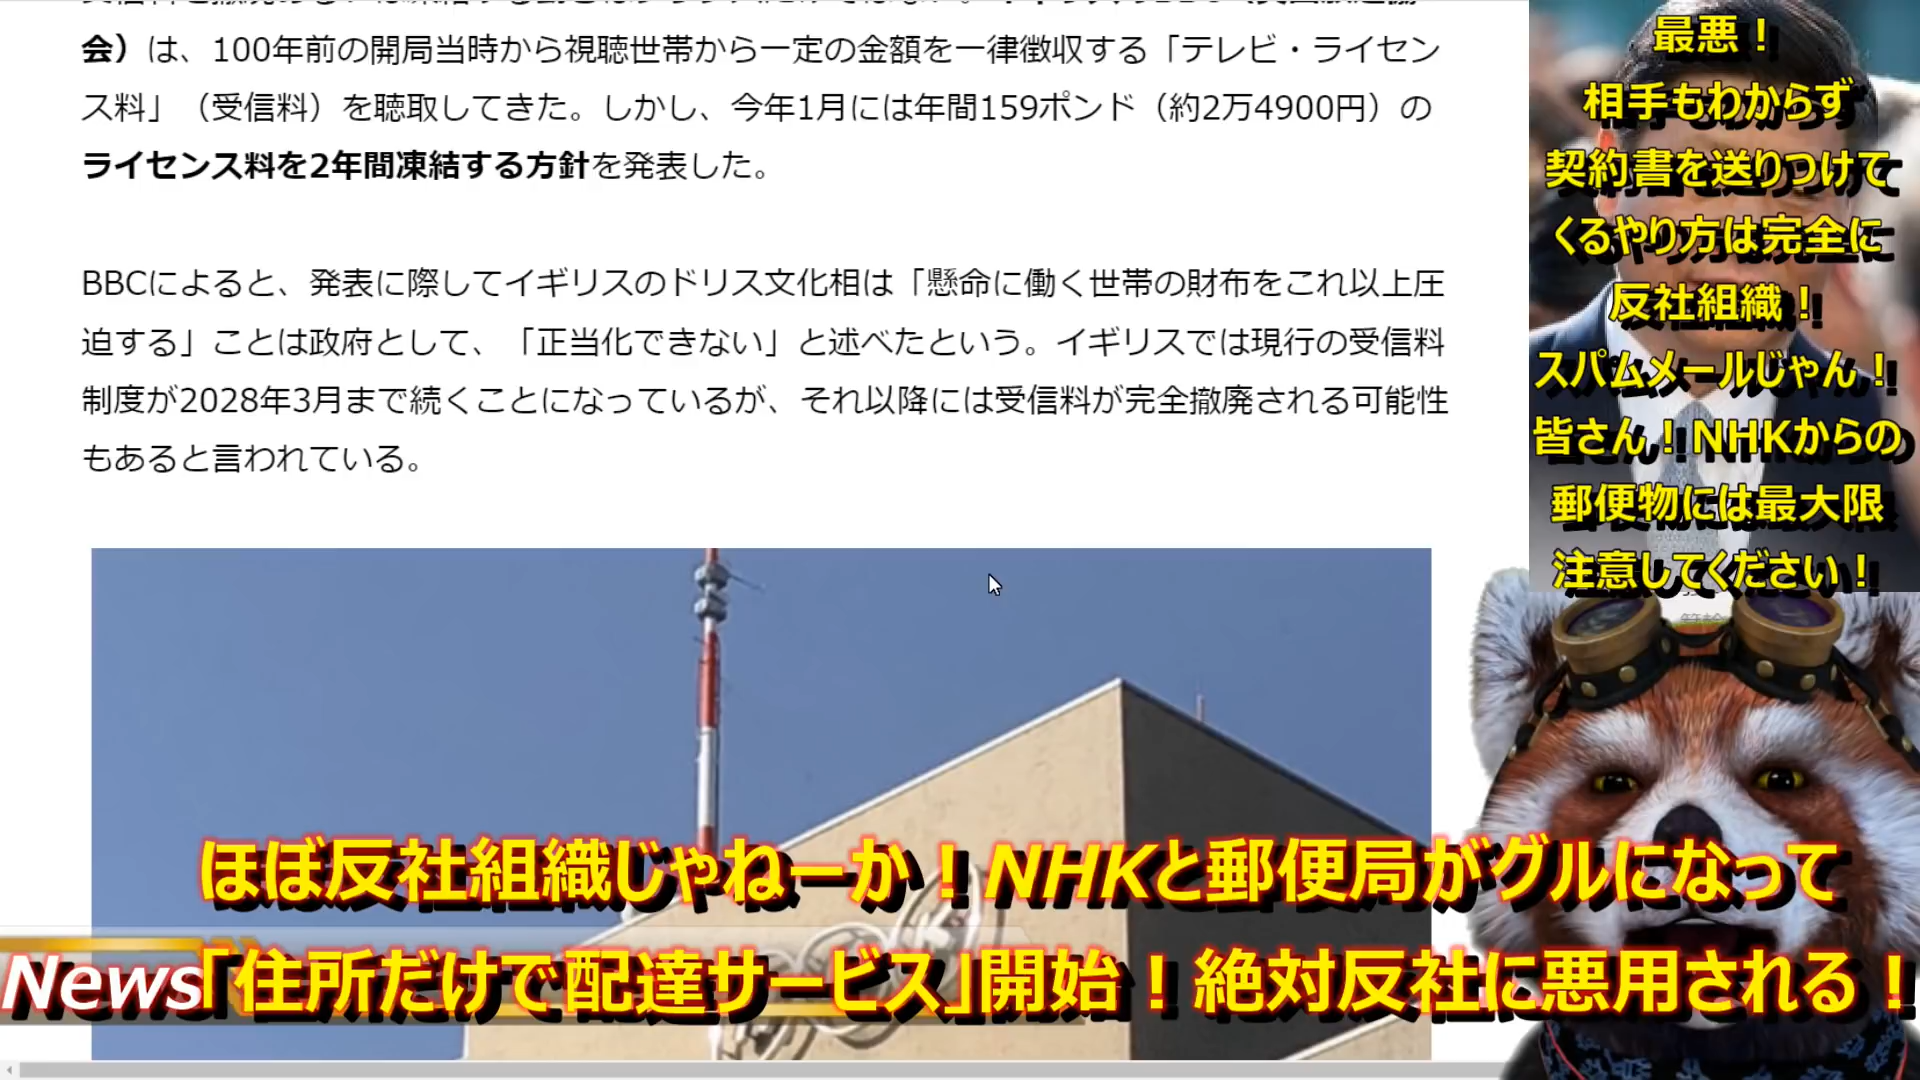 会）は、100年前の開局当時から視聴世帯から一定の金額を一律徴収する「テレビ・ライセン
ス料」（受信料）を聴取してきた。しかし、今年1月には年間159ポンド（約2万4900円）の
ライセンス料を2年間凍結する方針を発表した。
BBCによると、発表に際してイギリスのドリス文化相は「懸命に働く世帯の財布をこれ以上圧
迫する」ことは政府として、「正当化できない」と述べたという。イギリスでは現行の受信料
制度が2028年3月まで続くことになっているが、それ以降には受信料が完全撤廃される可能性
もあると言われている。
最悪！
相手もわからず
契約書を送りつけて
くるやり方は完全に
反社組織！
スパムメールじゃん！
皆さん！NHKからの
郵便物には最大限
注意してください！
ほぼ反社組織じゃねーか！NHKと郵便局がグルになって
News
「住所だけで配達サービス」開始！絶対反社に悪用される！